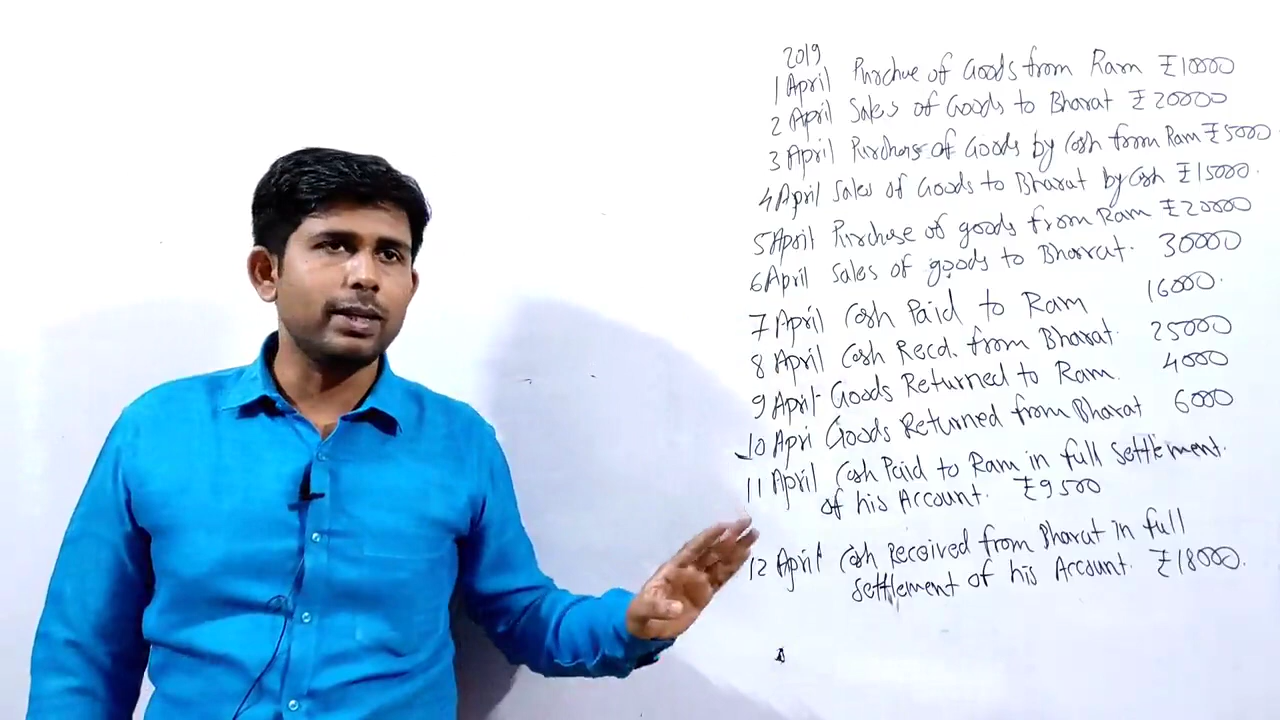 2019
1 April Purchase of Goods from Ram ₹10000
2 April Sales of Goods to Bharat ₹20000
3 April Purchase of Goods by Cash from Ram ₹5000
4 April Sales of Goods to Bharat by Cash ₹15000
5 April Purchase of goods from Ram ₹20000
6 April Sales of goods to Bharat. 30000
7 April Cash Paid to Ram 16000
8 April Cash Recd. from Bharat. 25000
9 April Goods Returned to Ram. 4000
10 Apri Goods Returned from Bharat 6000
11 April Cash Paid to Ram in full settlement.
of his Account. ₹9500
12 April Cash Received from Bharat in full
settlement of his Account. ₹18000.